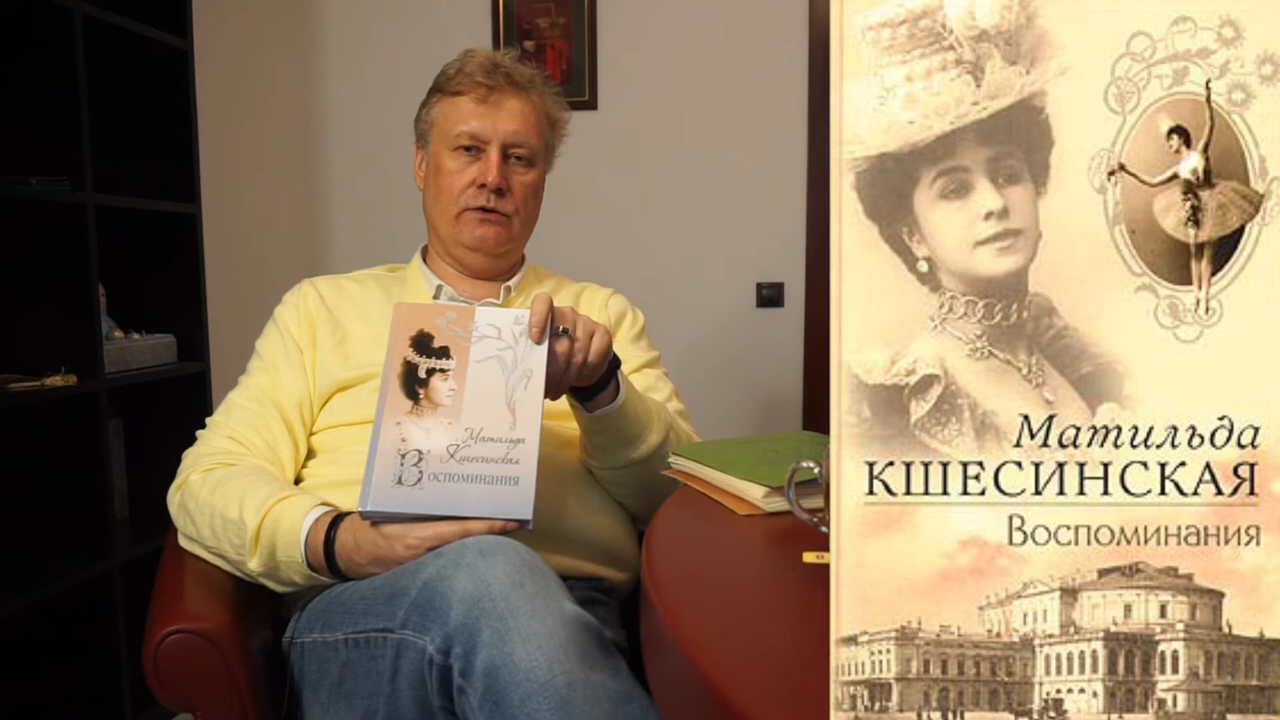 Матильда
Кшесинская
Воспоминания
Матильда
КШЕСИНСКАЯ
Воспоминания